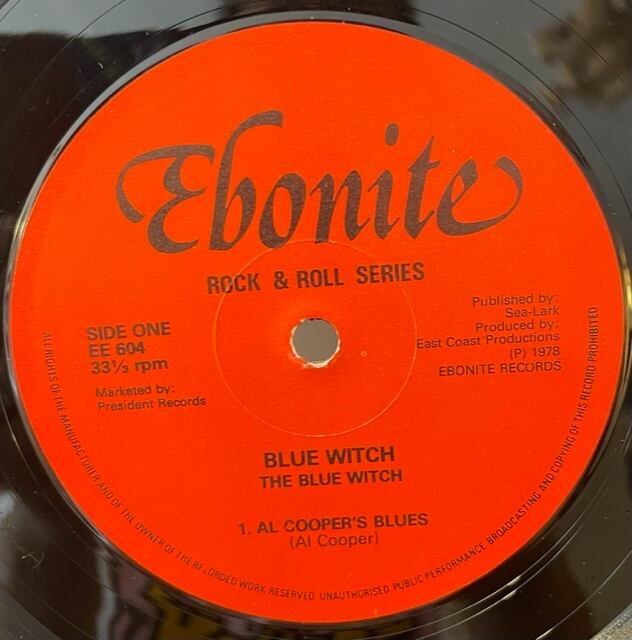 Ebonite
ROCK & ROLL SERIES
SIDE ONE
EE 604
33⅓ rpm
Marketed by:
President Records
Published by:
Sea-Lark
Produced by:
East Coast Productions
(P) 1978
EBONITE RECORDS
BLUE WITCH
THE BLUE WITCH
1. AL COOPER'S BLUES
(Al Cooper)
ALL RIGHTS OF THE MANUFACTURER AND OF THE OWNER OF THE RECORDED WORK RESERVED UNAUTHORISED PUBLIC PERFORMANCE BROADCASTING AND COPYING OF THIS RECORD PROHIBITED